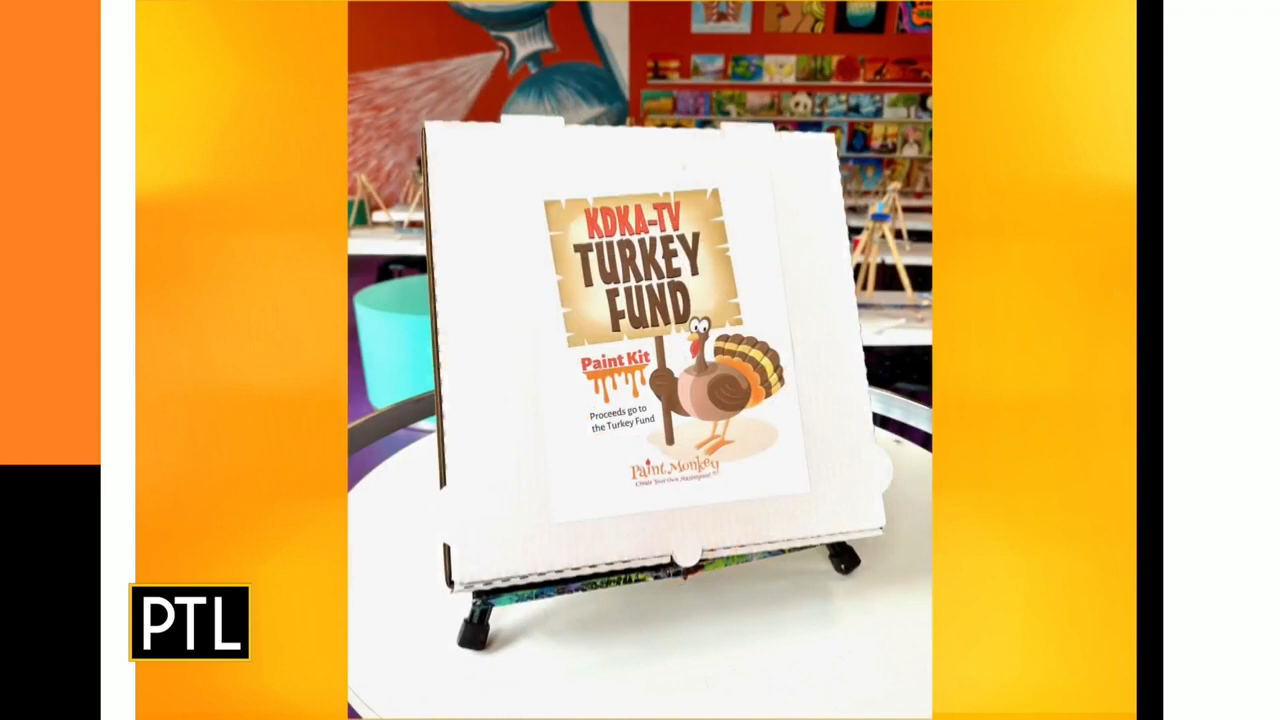 KDKA-TV
TURKEY
FUND
Paint Kit
Proceeds go to
the Turkey Fund
Paint Monkey
Create Your Own Masterpiece!
PTL